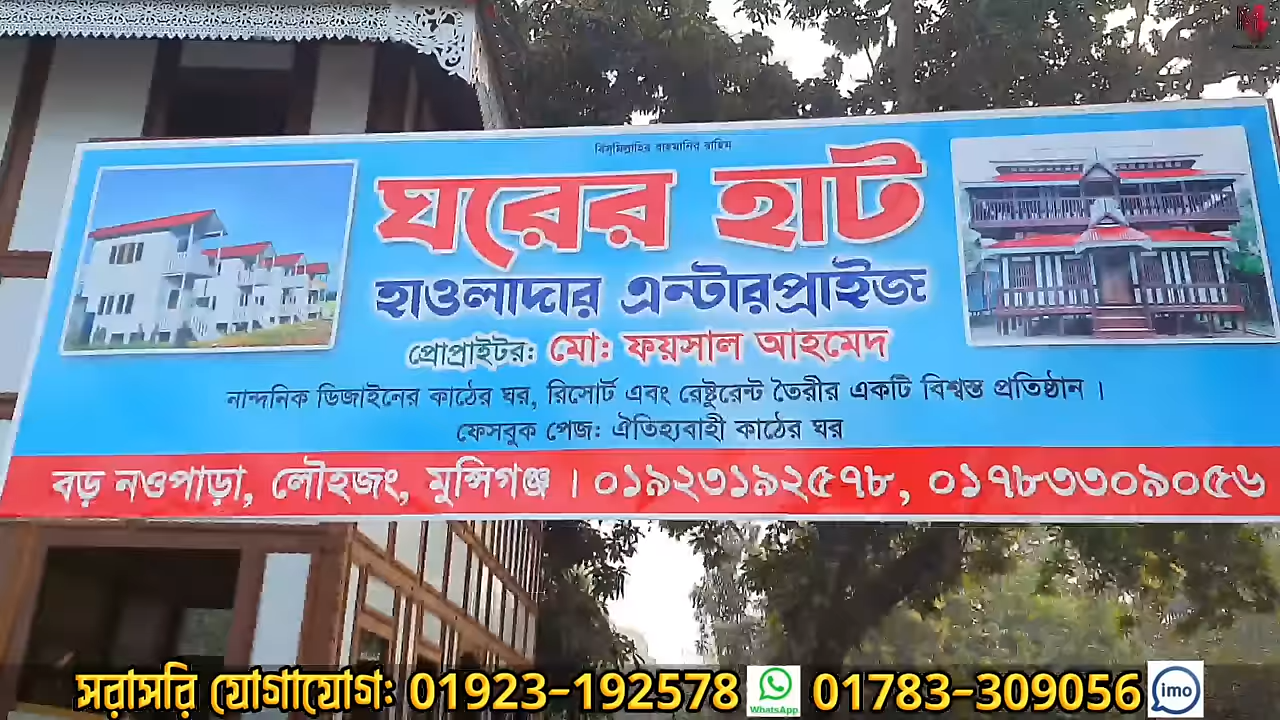 বিসমিল্লাহির রাহমানির রাহিম
ঘরের হাট
হাওলাদার এন্টারপ্রাইজ
প্রোপ্রাইটর: মো: ফয়সাল আহমেদ
নান্দনিক ডিজাইনের কাঠের ঘর, রিসোর্ট এবং রেষ্টুরেন্ট তৈরীর একটি বিশ্বস্ত প্রতিষ্ঠান ।
ফেসবুক পেজ: ঐতিহ্যবাহী কাঠের ঘর
বড় নওপাড়া, লৌহজং, মুন্সিগঞ্জ । ০১৯২৩১৯২৫৭৮, ০১৭৮৩৩০৯০৫৬
সরাসরি যোগাযোগ: 01923-192578 WhatsApp 01783-309056 imo